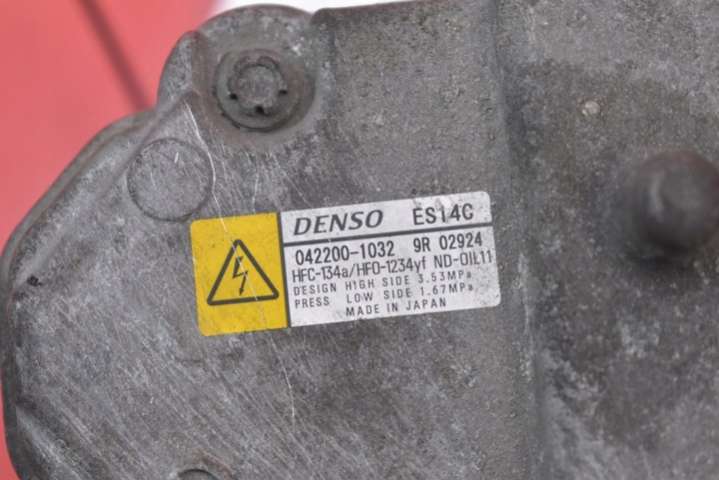 DENSO ES14C
042200-1032 9R 02924
HFC-134a/HFO-1234yf ND-OIL11
DESIGN HIGH SIDE 3.53MPa
PRESS LOW SIDE 1.67MPa
MADE IN JAPAN